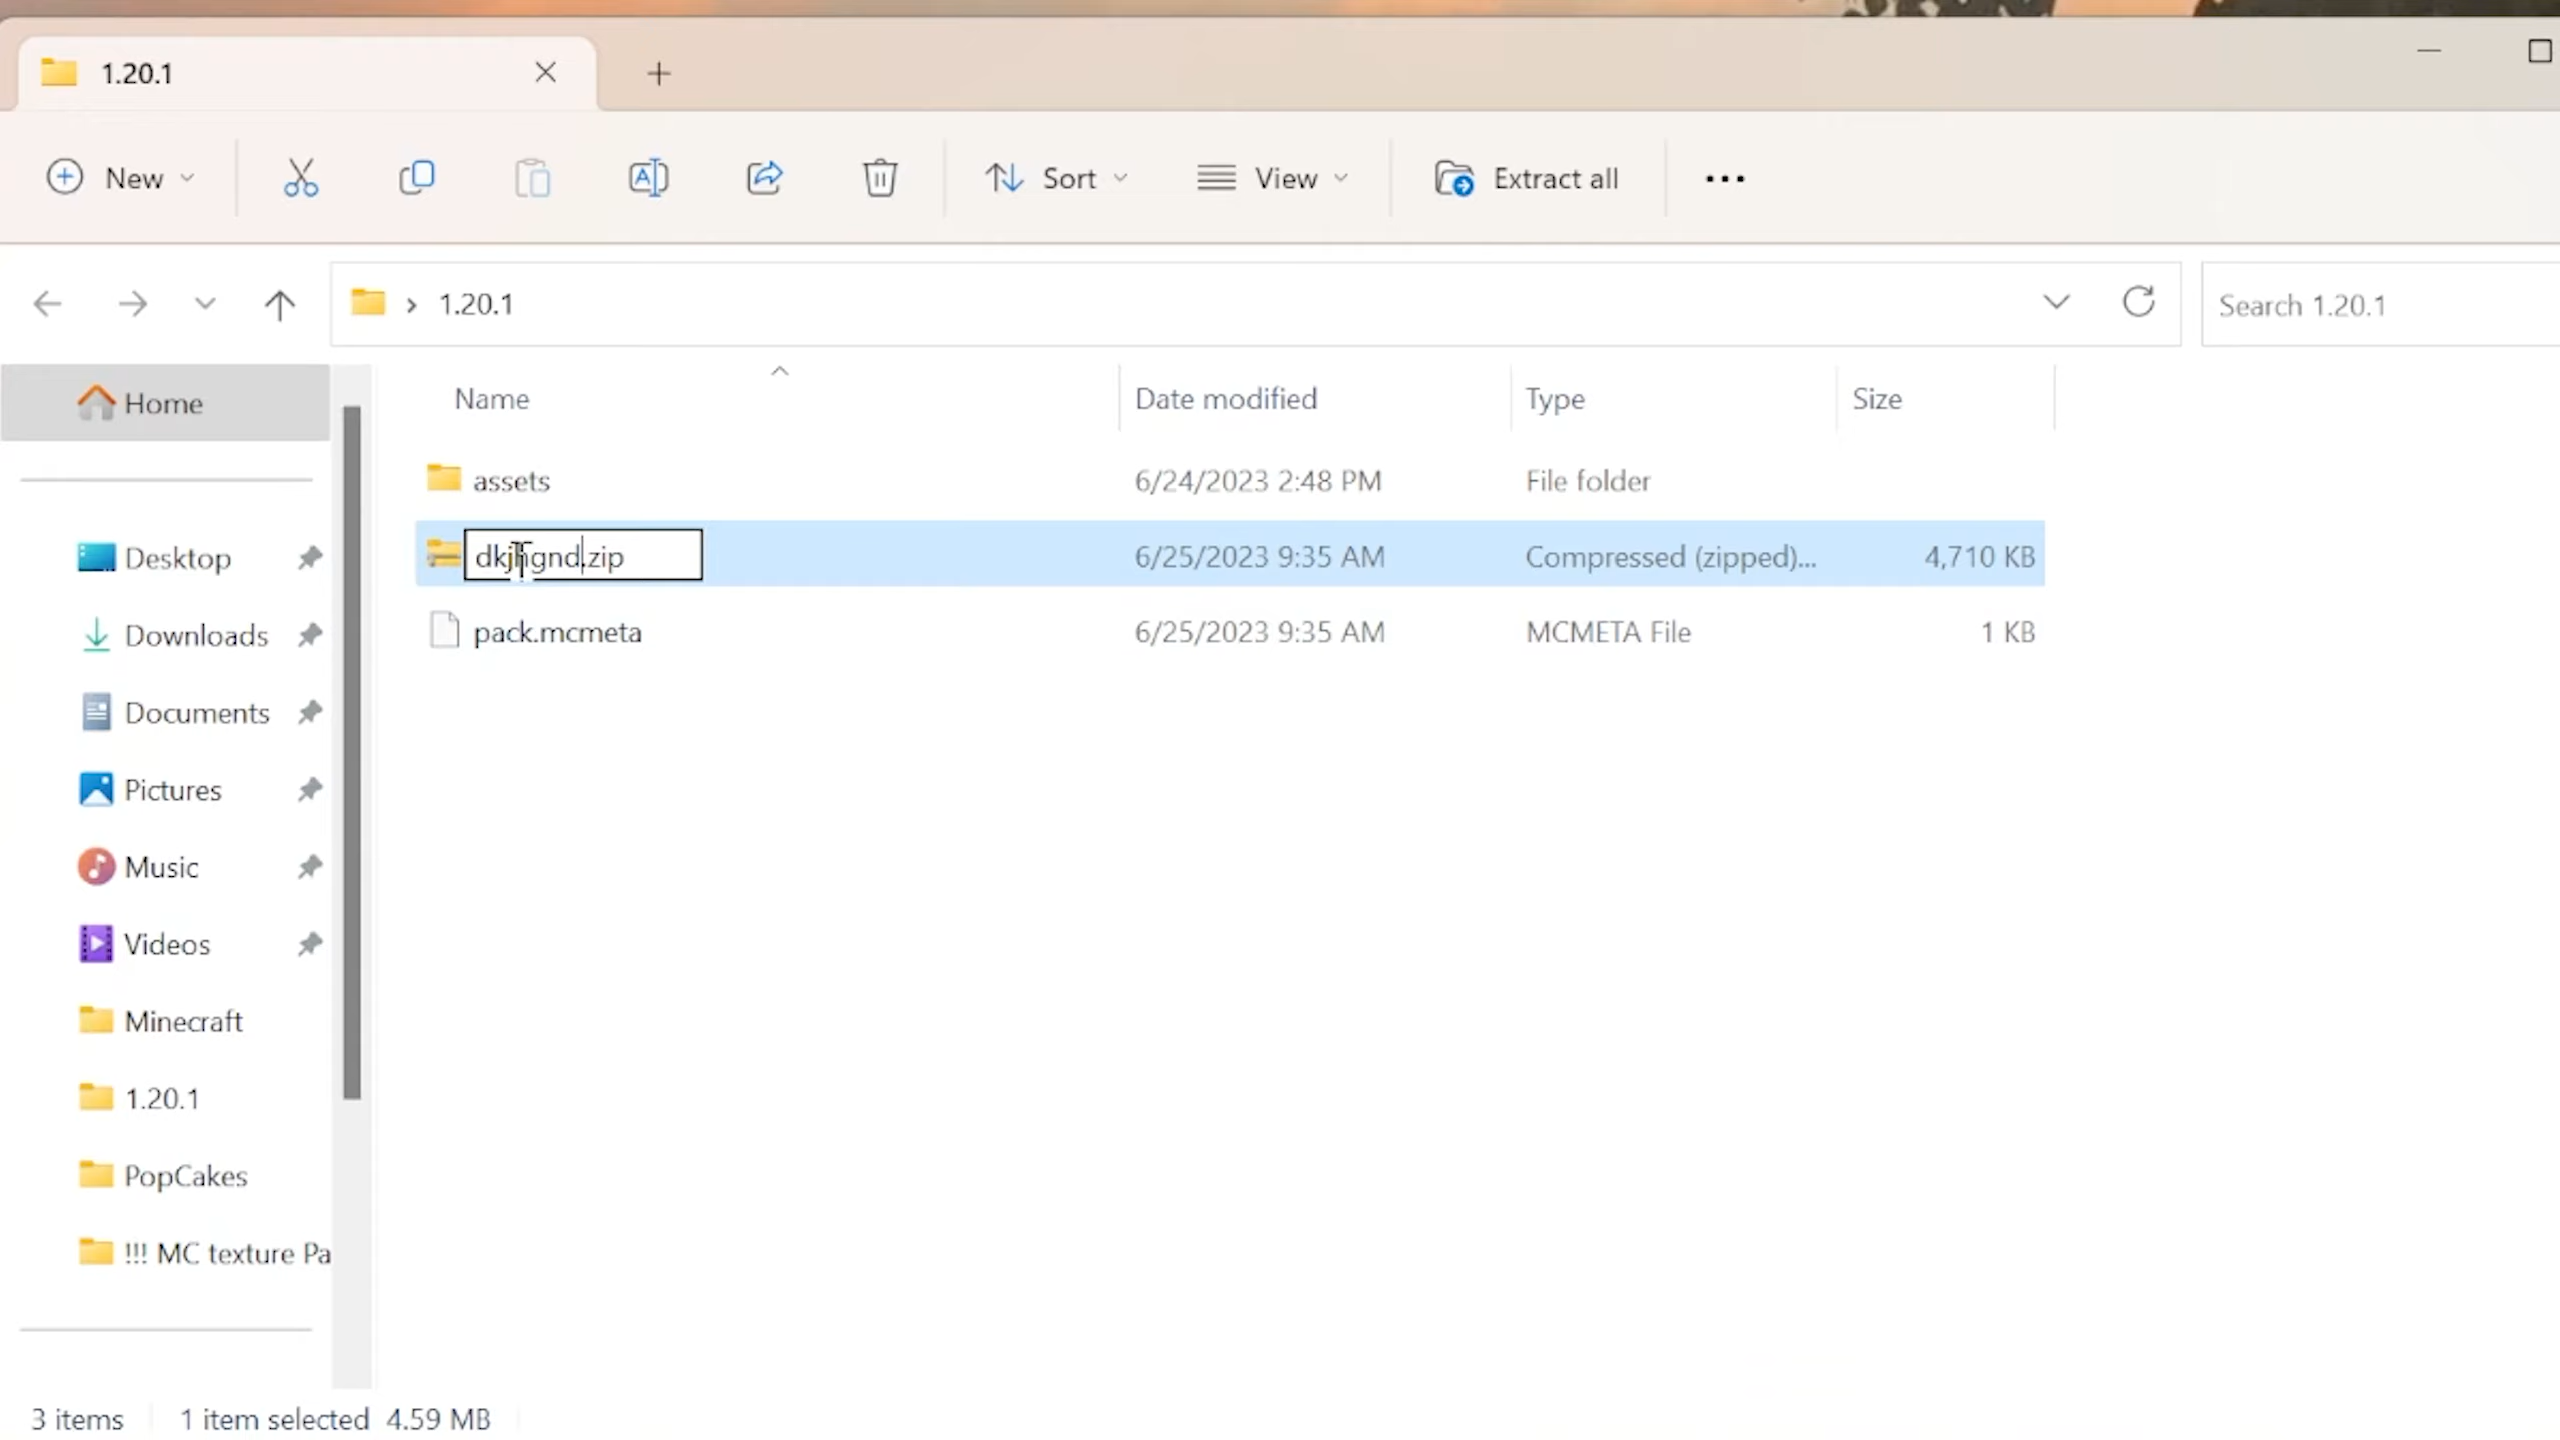 1.20.1
New
Sort
View
Extract all
1.20.1
Search 1.20.1
Home
Desktop
Downloads
Documents
Pictures
Music
Videos
Minecraft
1.20.1
PopCakes
!!! MC texture Pa
Name Date modified Type Size
assets 6/24/2023 2:48 PM File folder
dkjhgnd.zip 6/25/2023 9:35 AM Compressed (zipped)... 4,710 KB
pack.mcmeta 6/25/2023 9:35 AM MCMETA File 1 KB
3 items 1 item selected 4.59 MB